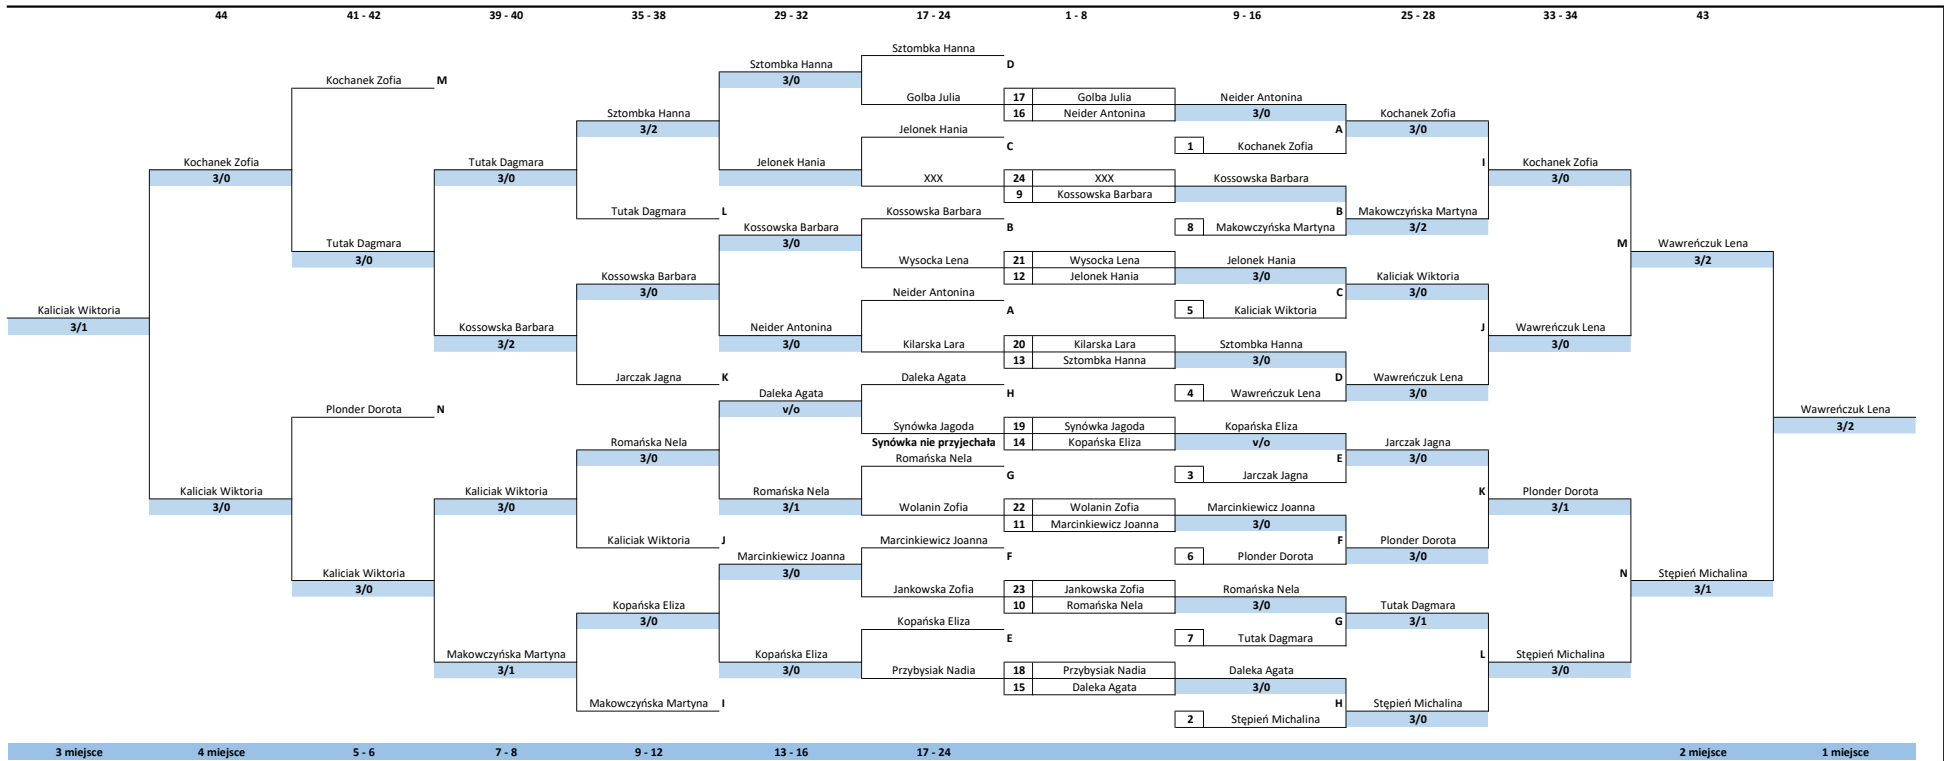 44 41 - 42 39 - 40 35 - 38 29 - 32 17 - 24 1 - 8 9 - 16 25 - 28 33 - 34 43
Sztombka Hanna
Sztombka Hanna D
Kochanek Zofia M 3/0
Golba Julia 17 Golba Julia Neider Antonina
Sztombka Hanna 16 Neider Antonina 3/0 Kochanek Zofia
3/2 Jelonek Hania A 3/0
C 1 Kochanek Zofia
Kochanek Zofia Tutak Dagmara Jelonek Hania I Kochanek Zofia
3/0 3/0 XXX 24 XXX Kossowska Barbara 3/0
9 Kossowska Barbara
Tutak Dagmara L Kossowska Barbara B Makowczyńska Martyna
Kossowska Barbara B 8 Makowczyńska Martyna 3/2
Tutak Dagmara 3/0 M Wawreńczuk Lena
3/0 Wysocka Lena 21 Wysocka Lena Jelonek Hania 3/2
Kossowska Barbara 12 Jelonek Hania 3/0 Kaliciak Wiktoria
3/0 Neider Antonina C 3/0
Kaliciak Wiktoria A 5 Kaliciak Wiktoria
3/1 Kossowska Barbara Neider Antonina J Wawreńczuk Lena
3/2 3/0 Kilarska Lara 20 Kilarska Lara Sztombka Hanna 3/0
13 Sztombka Hanna 3/0
Jarczak Jagna K Daleka Agata D Wawreńczuk Lena
Daleka Agata H 4 Wawreńczuk Lena 3/0
Plonder Dorota N v/o Wawreńczuk Lena
Synówka Jagoda 19 Synówka Jagoda Kopańska Eliza 3/2
Romańska Nela Synówka nie przyjechała 14 Kopańska Eliza v/o Jarczak Jagna
3/0 Romańska Nela E 3/0
G 3 Jarczak Jagna
Kaliciak Wiktoria Kaliciak Wiktoria Romańska Nela K Plonder Dorota
3/0 3/0 3/1 Wolanin Zofia 22 Wolanin Zofia Marcinkiewicz Joanna 3/1
11 Marcinkiewicz Joanna 3/0
Kaliciak Wiktoria J Marcinkiewicz Joanna F Plonder Dorota
Marcinkiewicz Joanna F 6 Plonder Dorota 3/0
Kaliciak Wiktoria 3/0 N Stępień Michalina
3/0 Jankowska Zofia 23 Jankowska Zofia Romańska Nela 3/1
Kopańska Eliza 10 Romańska Nela 3/0 Tutak Dagmara
3/0 Kopańska Eliza G 3/1
E 7 Tutak Dagmara
Makowczyńska Martyna Kopańska Eliza L Stępień Michalina
3/1 3/0 Przybysiak Nadia 18 Przybysiak Nadia Daleka Agata 3/0
15 Daleka Agata 3/0
Makowczyńska Martyna I H Stępień Michalina
2 Stępień Michalina 3/0
3 miejsce 4 miejsce 5 - 6 7 - 8 9 - 12 13 - 16 17 - 24 2 miejsce 1 miejsce